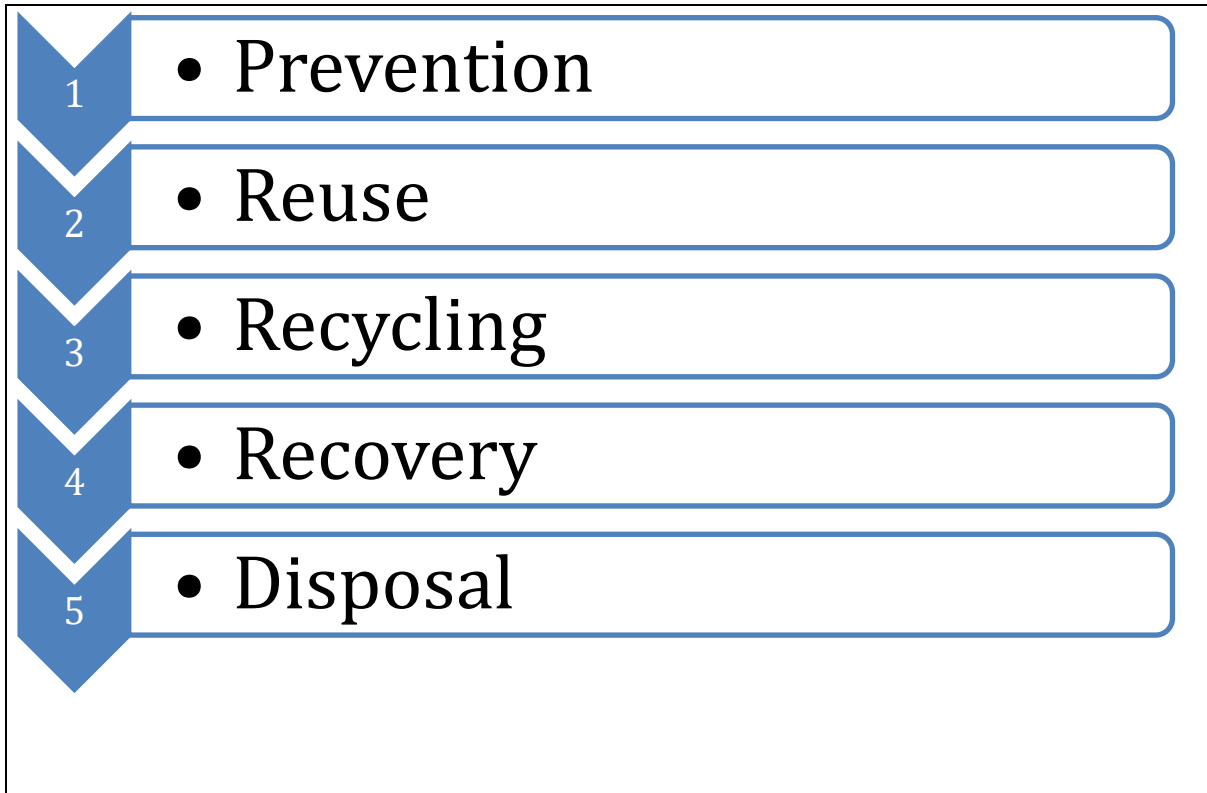 1 • Prevention
2 • Reuse
3 • Recycling
4 • Recovery
5 • Disposal